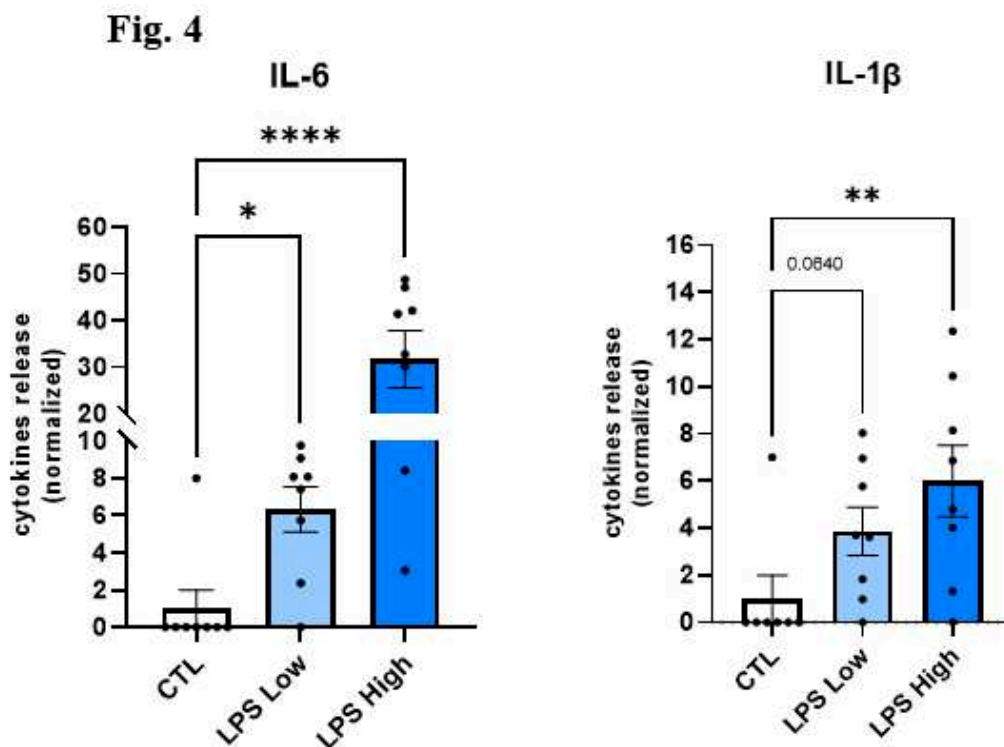 Fig. 4
IL-6
****
*
cytokines release
(normalized)
60
50
40
30
20
10
8
6
4
2
0
CTL
LPS Low
LPS High
IL-1β
**
0.0640
cytokines release
(normalized)
16
14
12
10
8
6
4
2
0
CTL
LPS Low
LPS High